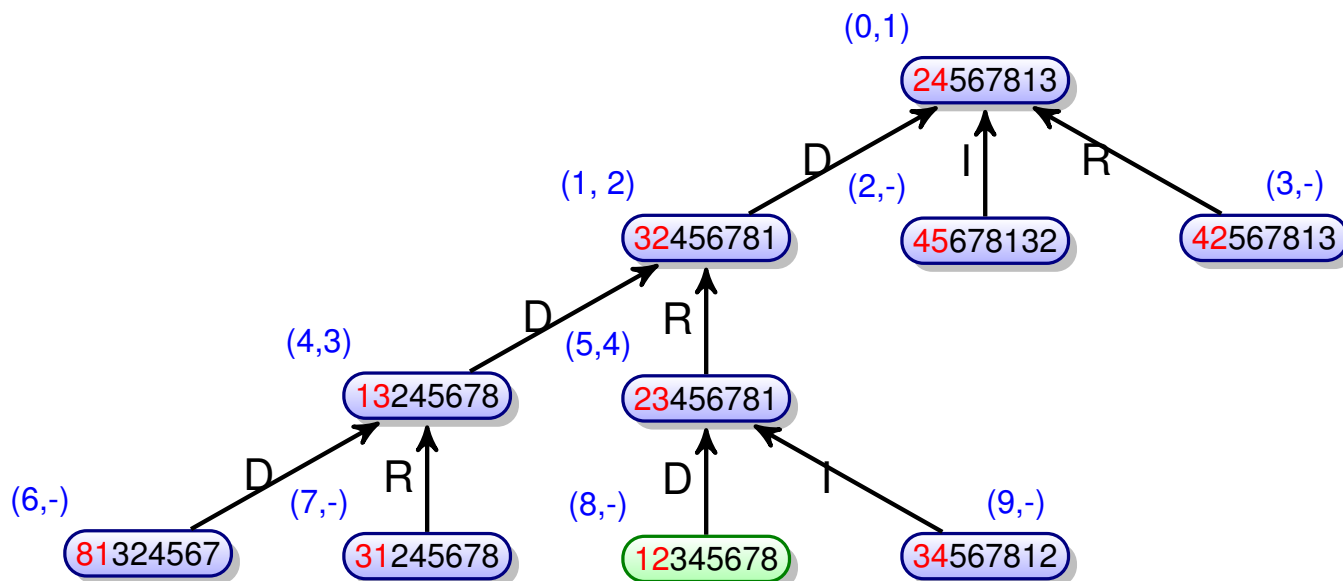 (0,1)
24567813
D
I
R
(1, 2)
(2,-)
(3,-)
32456781
45678132
42567813
D
R
(4,3)
(5,4)
13245678
23456781
D
R
D
I
(6,-)
(7,-)
(8,-)
(9,-)
81324567
31245678
12345678
34567812